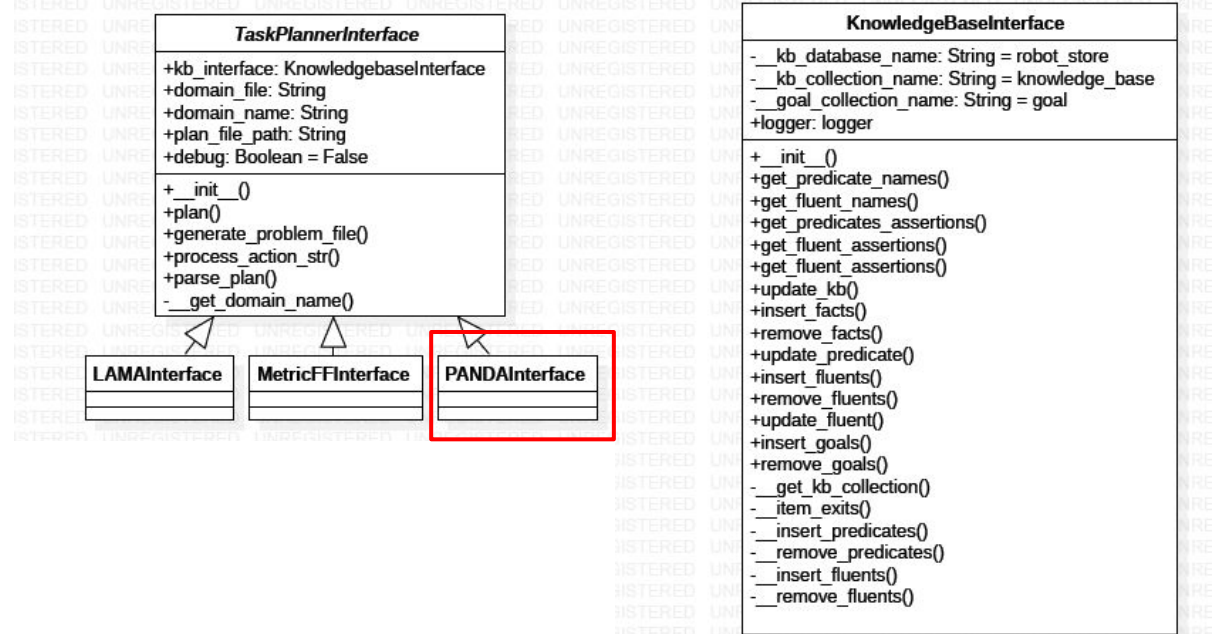 TaskPlannerInterface
+kb_interface: KnowledgebaseInterface
+domain_file: String
+domain_name: String
+plan_file_path: String
+debug: Boolean = False
+__init__()
+plan()
+generate_problem_file()
+process_action_str()
+parse_plan()
-__get_domain_name()
LAMAInterface
MetricFFInterface
PANDAInterface
KnowledgeBaseInterface
-__kb_database_name: String = robot_store
-__kb_collection_name: String = knowledge_base
-__goal_collection_name: String = goal
+logger: logger
+__init__()
+get_predicate_names()
+get_fluent_names()
+get_predicates_assertions()
+get_fluent_assertions()
+get_fluent_assertions()
+update_kb()
+insert_facts()
+remove_facts()
+update_predicate()
+insert_fluents()
+remove_fluents()
+update_fluent()
+insert_goals()
+remove_goals()
-__get_kb_collection()
-__item_exits()
-__insert_predicates()
-__remove_predicates()
-__insert_fluents()
-__remove_fluents()